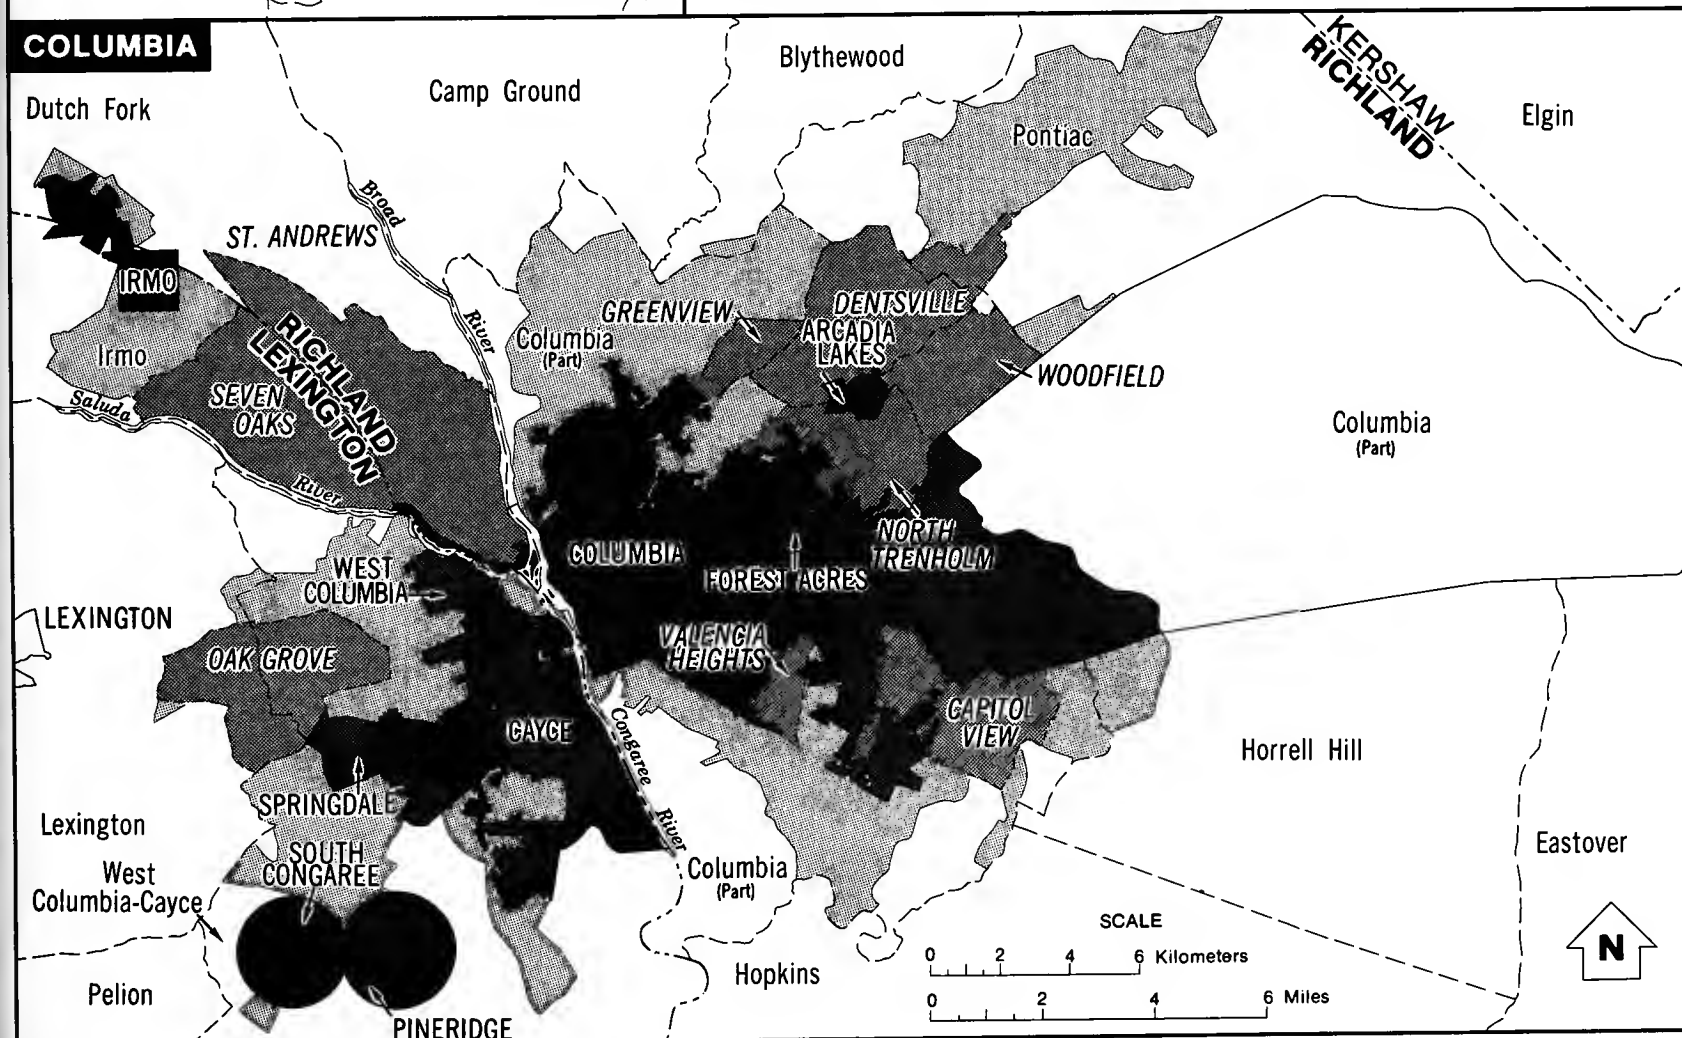 COLUMBIA
Dutch Fork
Camp Ground
Blythewood
Pontiac
KERSHAW
RICHLAND
Elgin
Broad
River
ST. ANDREWS
IRMO
Irmo
RICHLAND
LEXINGTON
SEVEN
OAKS
Saluda
River
Columbia
(Part)
GREENVIEW
DENTSVILLE
ARCADIA
LAKES
WOODFIELD
Columbia
(Part)
NORTH
TRENHOLM
COLUMBIA
FOREST ACRES
WEST
COLUMBIA
LEXINGTON
OAK GROVE
VALENCIA
HEIGHTS
CAPITOL
VIEW
CAYCE
Congaree
River
Horrell Hill
SPRINGDALE
Lexington
SOUTH
CONGAREE
West
Columbia-Cayce
Columbia
(Part)
Eastover
Pelion
PINERIDGE
Hopkins
SCALE
0 2 4 6 Kilometers
0 2 4 6 Miles
N